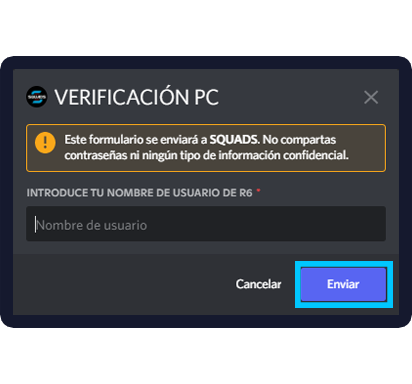 SQUADS
VERIFICACIÓN PC
Este formulario se enviará a SQUADS. No compartas
contraseñas ni ningún tipo de información confidencial.
INTRODUCE TU NOMBRE DE USUARIO DE R6 *
Nombre de usuario
Cancelar
Enviar